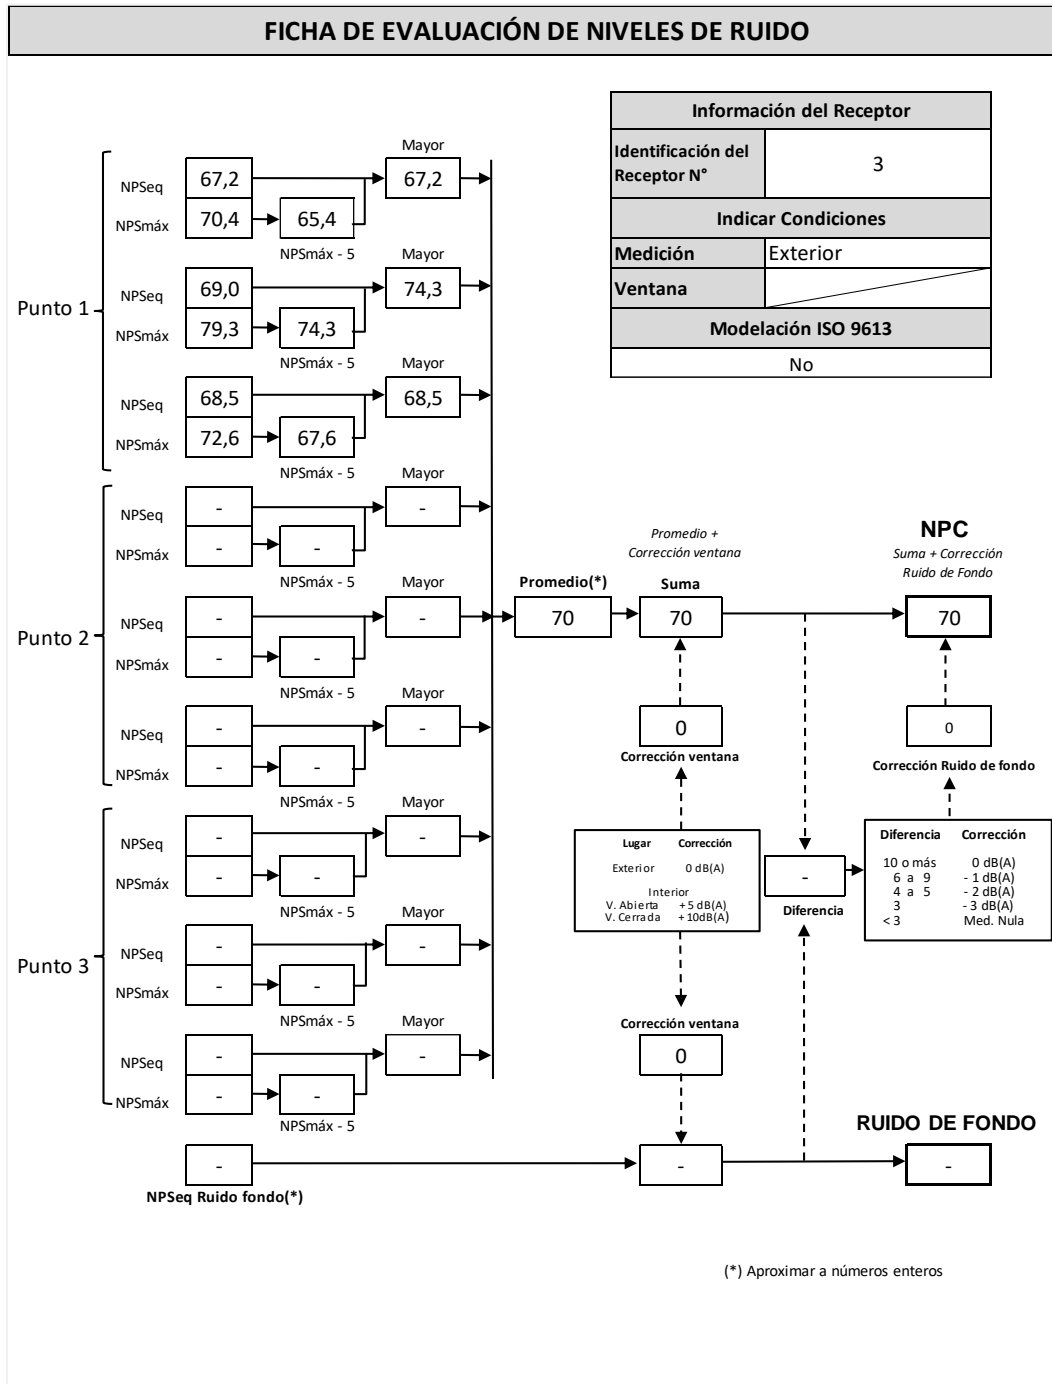 FICHA DE EVALUACIÓN DE NIVELES DE RUIDO
Información del Receptor
Identificación del
Receptor N°
3
Indicar Condiciones
Medición Exterior
Ventana
Modelación ISO 9613
No
Punto 1
Mayor
NPSeq 67,2 67,2
NPSmáx 70,4 65,4
NPSmáx - 5
Mayor
NPSeq 69,0 74,3
NPSmáx 79,3 74,3
NPSmáx - 5
Mayor
NPSeq 68,5 68,5
NPSmáx 72,6 67,6
NPSmáx - 5
Punto 2
Mayor
NPSeq - -
NPSmáx - -
NPSmáx - 5
Mayor
NPSeq - -
NPSmáx - -
NPSmáx - 5
Mayor
NPSeq - -
NPSmáx - -
NPSmáx - 5
Punto 3
Mayor
NPSeq - -
NPSmáx - -
NPSmáx - 5
Mayor
NPSeq - -
NPSmáx - -
NPSmáx - 5
Mayor
NPSeq - -
NPSmáx - -
NPSmáx - 5
-
NPSeq Ruido fondo(*)
Promedio(*)
70
Promedio +
Corrección ventana
Suma
70
0
Corrección ventana
Lugar Corrección
Exterior 0 dB(A)
Interior
V. Abierta + 5 dB(A)
V. Cerrada + 10dB(A)
Corrección ventana
0
-
NPC
Suma + Corrección
Ruido de Fondo
70
0
Corrección Ruido de fondo
Diferencia Corrección
10 o más 0 dB(A)
6 a 9 - 1 dB(A)
4 a 5 - 2 dB(A)
3 - 3 dB(A)
< 3 Med. Nula
-
Diferencia
RUIDO DE FONDO
-
(*) Aproximar a números enteros